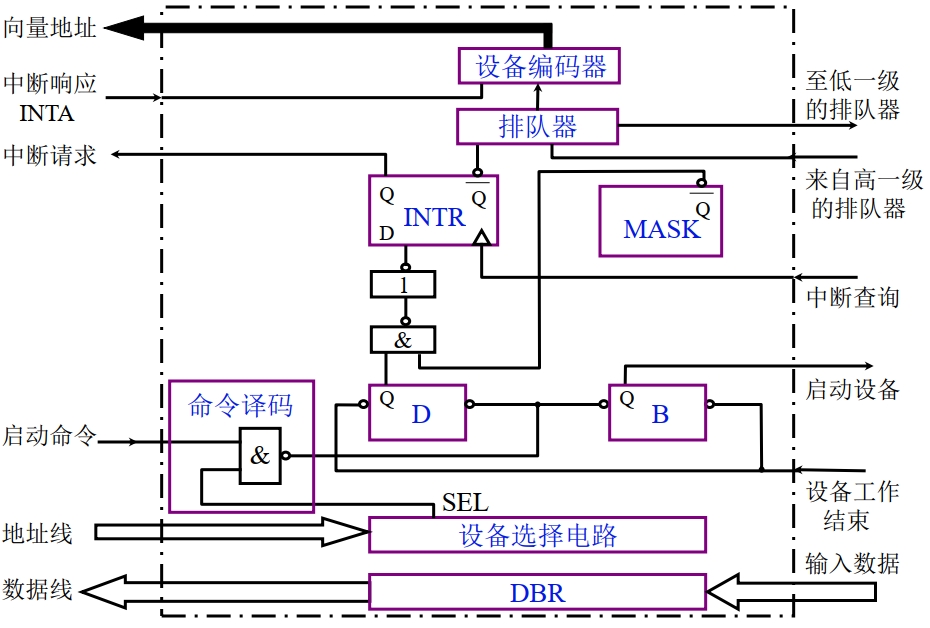 向量地址
设备编码器
中断响应
INTA
至低一级
的排队器
排队器
中断请求
来自高一级
的排队器
Q
Q
INTR
D
Q
MASK
1
中断查询
&
启动设备
命令译码
Q
D
Q
B
启动命令
&
设备工作
结束
SEL
地址线
设备选择电路
输入数据
数据线
DBR